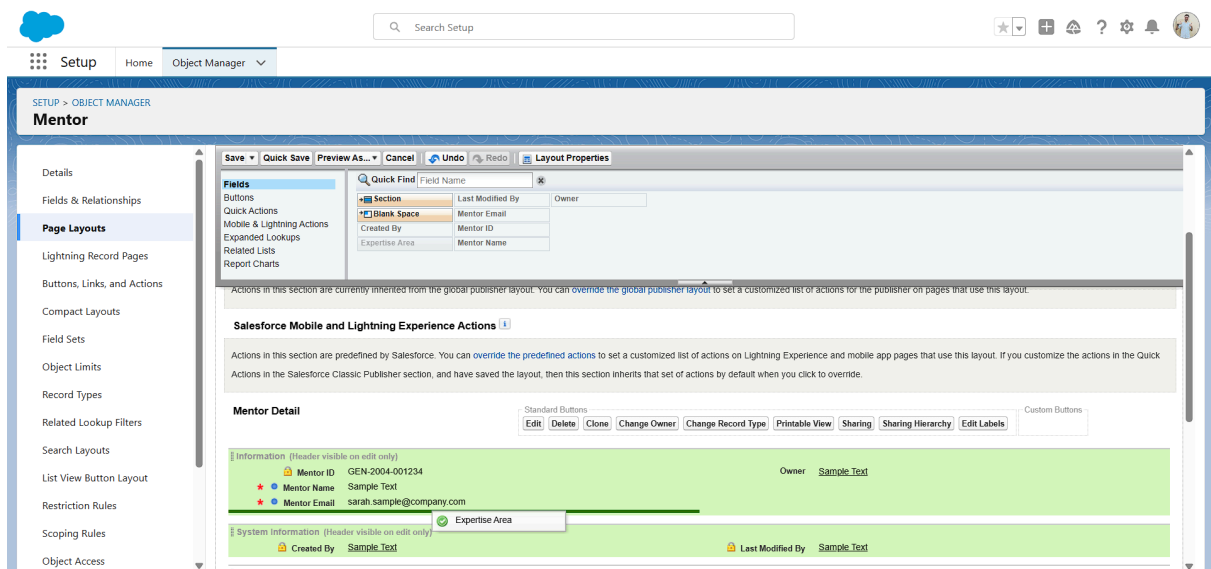 Search Setup
Setup
Home
Object Manager
SETUP > OBJECT MANAGER
Mentor
Details
Fields & Relationships
Page Layouts
Lightning Record Pages
Buttons, Links, and Actions
Compact Layouts
Field Sets
Object Limits
Record Types
Related Lookup Filters
Search Layouts
List View Button Layout
Restriction Rules
Scoping Rules
Object Access
Save Quick Save Preview As... Cancel Undo Redo Layout Properties
Fields
Buttons
Quick Actions
Mobile & Lightning Actions
Expanded Lookups
Related Lists
Report Charts
Quick Find Field Name
Section Last Modified By Owner
Blank Space Mentor Email
Created By Mentor ID
Expertise Area Mentor Name
Actions in this section are currently inherited from the global publisher layout. You can override the global publisher layout to set a customized list of actions for the publisher on pages that use this layout.
Salesforce Mobile and Lightning Experience Actions i
Actions in this section are predefined by Salesforce. You can override the predefined actions to set a customized list of actions on Lightning Experience and mobile app pages that use this layout. If you customize the actions in the Quick
Actions in the Salesforce Classic Publisher section, and have saved the layout, then this section inherits that set of actions by default when you click to override.
Mentor Detail
Standard Buttons
Edit Delete Clone Change Owner Change Record Type Printable View Sharing Sharing Hierarchy Edit Labels
Custom Buttons
Information (Header visible on edit only)
Mentor ID GEN-2004-001234 Owner Sample Text
* Mentor Name Sample Text
* Mentor Email sarah.sample@company.com
Expertise Area
System Information (Header visible on edit only)
Created By Sample Text Last Modified By Sample Text